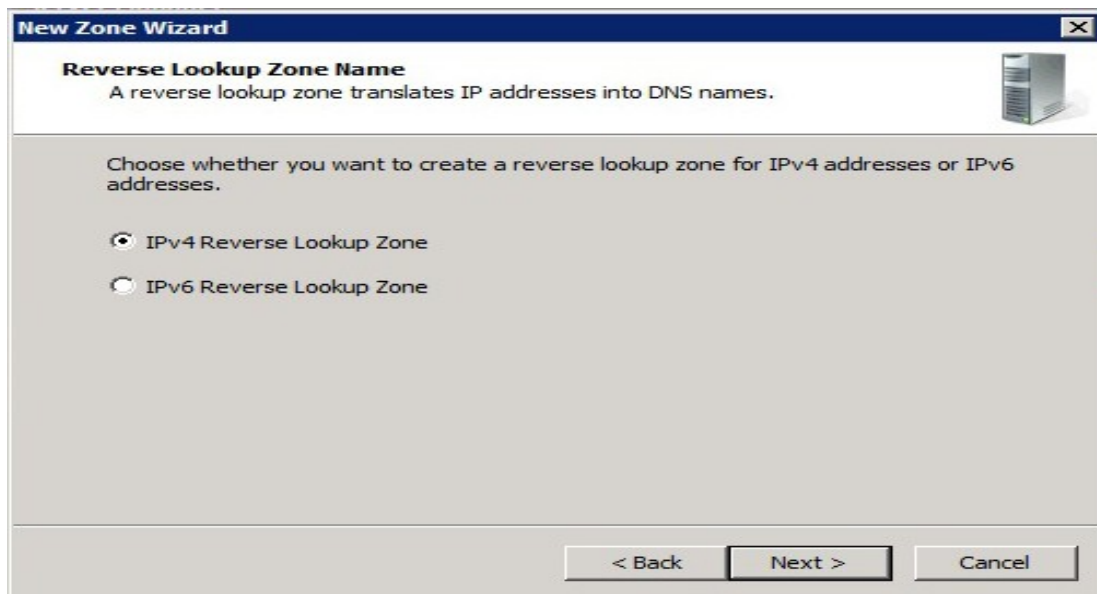 New Zone Wizard
Reverse Lookup Zone Name
A reverse lookup zone translates IP addresses into DNS names.
Choose whether you want to create a reverse lookup zone for IPv4 addresses or IPv6
addresses.
IPv4 Reverse Lookup Zone
IPv6 Reverse Lookup Zone
< Back
Next >
Cancel